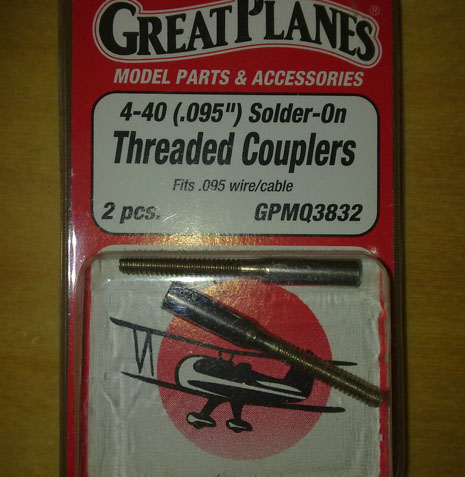 GREAT PLANES®
MODEL PARTS & ACCESSORIES
4-40 (.095") Solder-On
Threaded Couplers
Fits .095 wire/cable
2 pcs. GPMQ3832